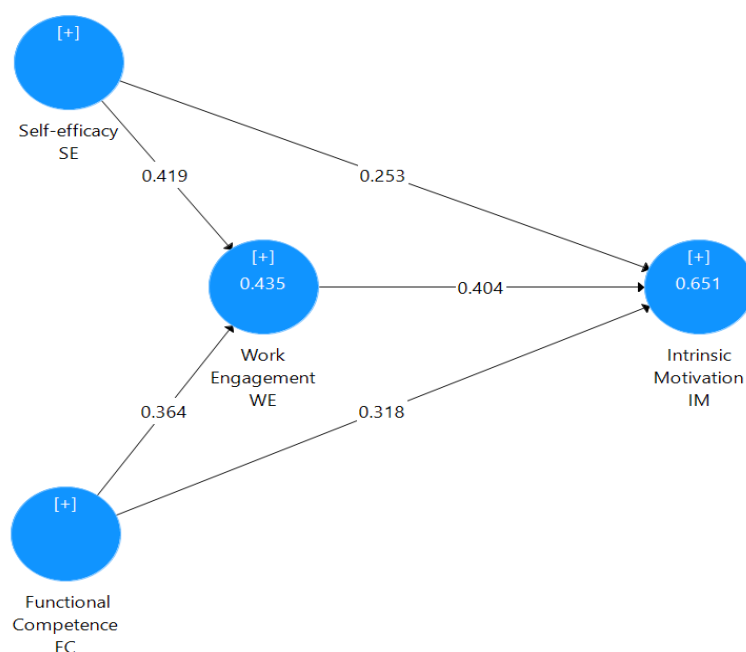 [+]
Self-efficacy
SE
0.419
0.253
[+]
0.435
Work
Engagement
WE
0.404
[+]
0.651
Intrinsic
Motivation
IM
0.364
0.318
[+]
Functional
Competence
FC